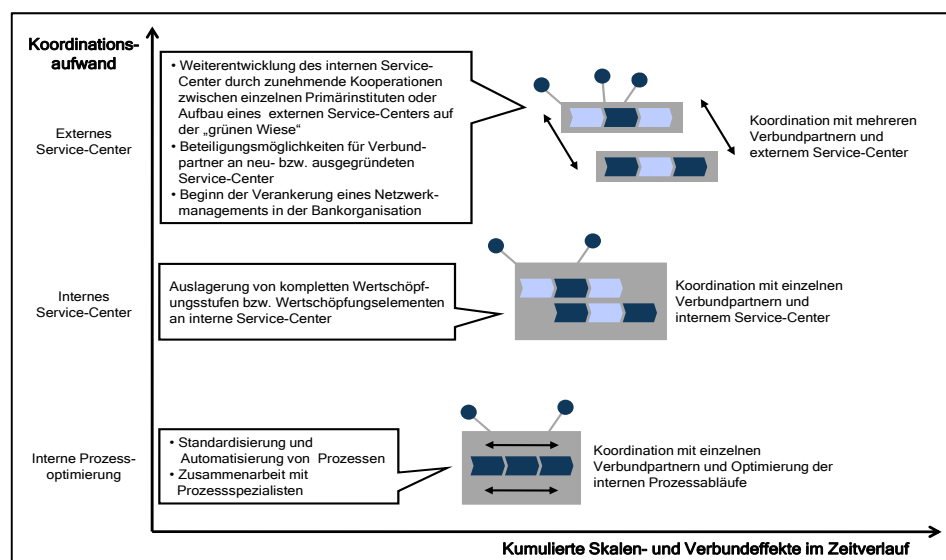 Koordinations-
aufwand
Externes
Service-Center
• Weiterentwicklung des internen Service-
Center durch zunehmende Kooperationen
zwischen einzelnen Primärinstituten oder
Aufbau eines externen Service-Centers auf
der „grünen Wiese“
• Beteiligungsmöglichkeiten für Verbund-
partner an neu- bzw. ausgegründeten
Service-Center
• Beginn der Verankerung eines Netzwerk-
managements in der Bankorganisation
Koordination mit mehreren
Verbundpartnern und
externem Service-Center
Internes
Service-Center
Auslagerung von kompletten Wertschöpf-
ungsstufen bzw. Wertschöpfungselementen
an interne Service-Center
Koordination mit einzelnen
Verbundpartnern und
internem Service-Center
Interne Prozess-
optimierung
• Standardisierung und
Automatisierung von Prozessen
• Zusammenarbeit mit
Prozessspezialisten
Koordination mit einzelnen
Verbundpartnern und Optimierung der
internen Prozessabläufe
Kumulierte Skalen- und Verbundeffekte im Zeitverlauf